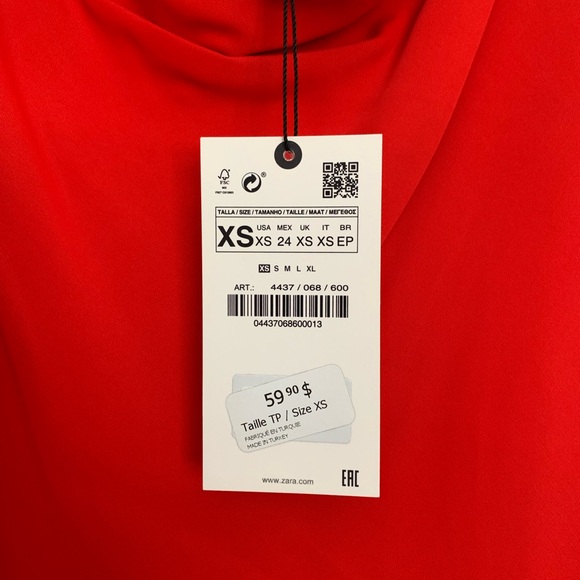 FSC
®
TALLA / SIZE / TAMANHO / TAILLE / MAAT / ΜΕΓΕΘΟΣ
XS USA XS MEX 24 UK XS IT XS BR EP
XS S M L XL
ART.: 4437 / 068 / 600
04437068600013
59 90 $
Taille TP / Size XS
FABRIQUÉ EN TURQUIE
MADE IN TURKEY
www.zara.com
EAC